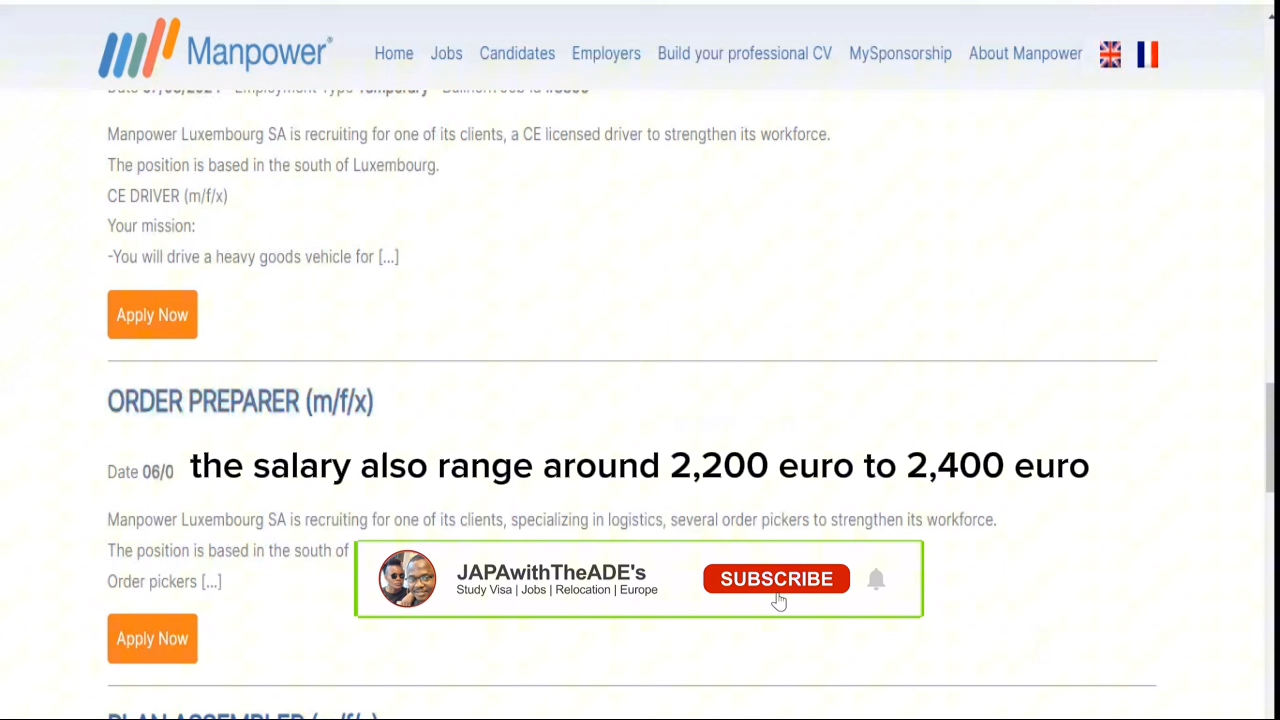 Manpower®
Home Jobs Candidates Employers Build your professional CV MySponsorship About Manpower
Manpower Luxembourg SA is recruiting for one of its clients, a CE licensed driver to strengthen its workforce.
The position is based in the south of Luxembourg.
CE DRIVER (m/f/x)
Your mission:
-You will drive a heavy goods vehicle for [...]
Apply Now
ORDER PREPARER (m/f/x)
Date 06/0
the salary also range around 2,200 euro to 2,400 euro
Manpower Luxembourg SA is recruiting for one of its clients, specializing in logistics, several order pickers to strengthen its workforce.
The position is based in the south of
Order pickers [...]
JAPAwithTheADE's
Study Visa | Jobs | Relocation | Europe
SUBSCRIBE
Apply Now